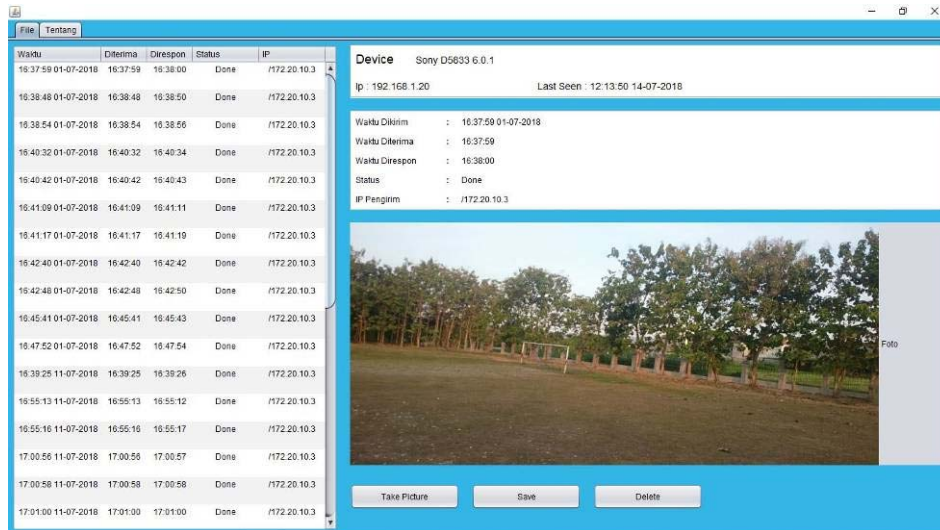 File Tentang
Waktu Diterima Direspon Status IP
16:37:59 01-07-2018 16:37:59 16:38:00 Done /172.20.10.3
16:38:48 01-07-2018 16:38:48 16:38:50 Done /172.20.10.3
16:38:54 01-07-2018 16:38:54 16:38:56 Done /172.20.10.3
16:40:32 01-07-2018 16:40:32 16:40:34 Done /172.20.10.3
16:40:42 01-07-2018 16:40:42 16:40:43 Done /172.20.10.3
16:41:09 01-07-2018 16:41:09 16:41:11 Done /172.20.10.3
16:41:17 01-07-2018 16:41:17 16:41:19 Done /172.20.10.3
16:42:40 01-07-2018 16:42:40 16:42:42 Done /172.20.10.3
16:42:48 01-07-2018 16:42:48 16:42:50 Done /172.20.10.3
16:45:41 01-07-2018 16:45:41 16:45:43 Done /172.20.10.3
16:47:52 01-07-2018 16:47:52 16:47:54 Done /172.20.10.3
16:39:25 11-07-2018 16:39:25 16:39:26 Done /172.20.10.3
16:55:13 11-07-2018 16:55:13 16:55:12 Done /172.20.10.3
16:55:16 11-07-2018 16:55:16 16:55:17 Done /172.20.10.3
17:00:56 11-07-2018 17:00:56 17:00:57 Done /172.20.10.3
17:00:58 11-07-2018 17:00:58 17:00:58 Done /172.20.10.3
17:01:00 11-07-2018 17:01:00 17:01:00 Done /172.20.10.3
Device Sony D5833 6.0.1
Ip : 192.168.1.20 Last Seen : 12:13:50 14-07-2018
Waktu Dikirim : 16:37:59 01-07-2018
Waktu Diterima : 16:37:59
Waktu Direspon : 16:38:00
Status : Done
IP Pengirim : /172.20.10.3
Foto
Take Picture Save Delete